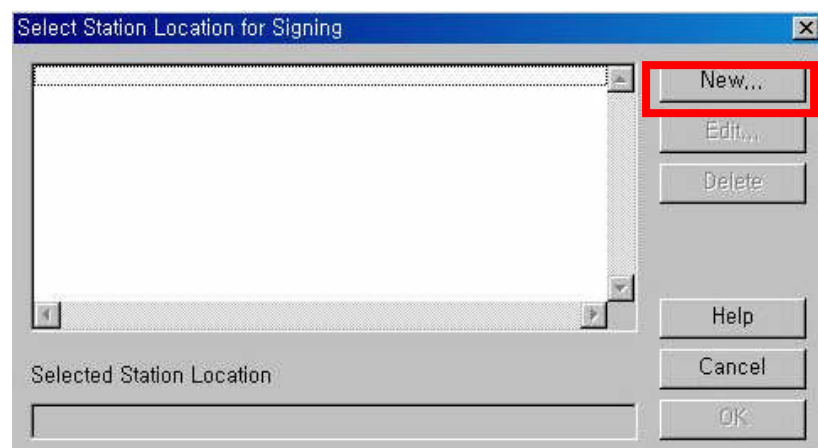 Select Station Location for Signing
New...
Edit...
Delete
Help
Cancel
Selected Station Location
OK